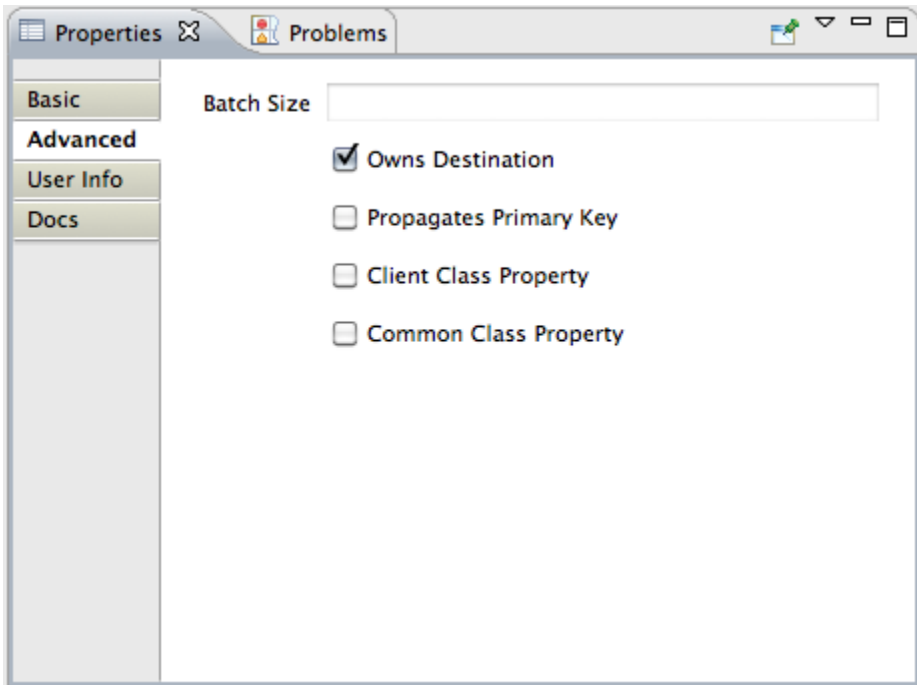 Properties Problems
Basic
Advanced
User Info
Docs
Batch Size
Owns Destination
Propagates Primary Key
Client Class Property
Common Class Property